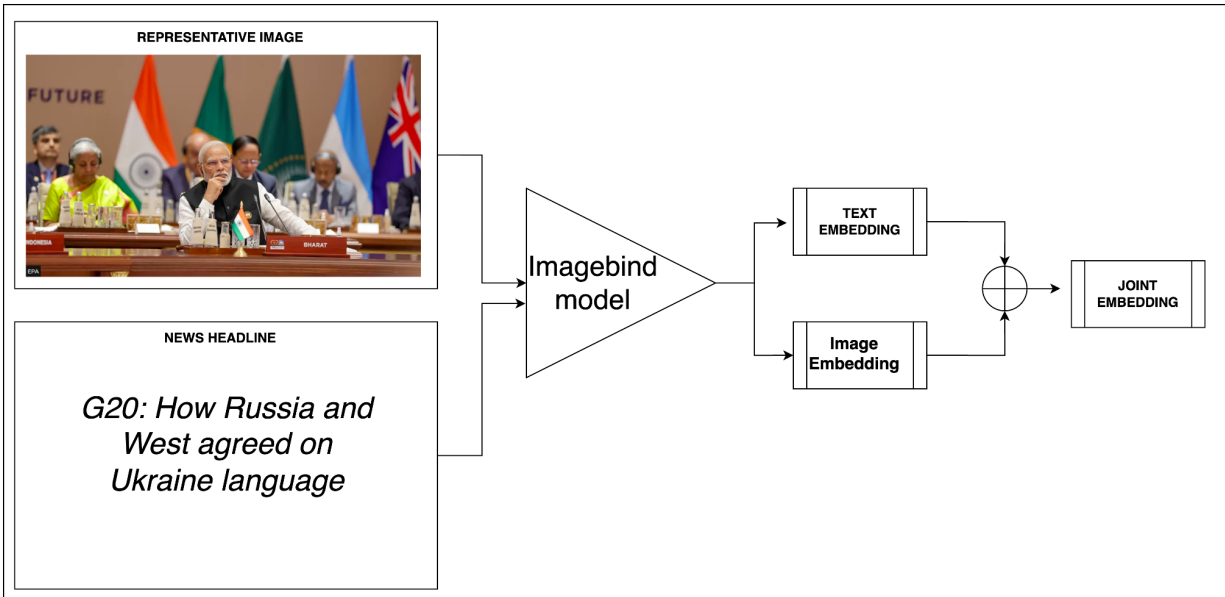 REPRESENTATIVE IMAGE
FUTURE
INDONESIA
BHARAT
EPA
NEWS HEADLINE
G20: How Russia and
West agreed on
Ukraine language
Imagebind
model
TEXT
EMBEDDING
Image
Embedding
JOINT
EMBEDDING